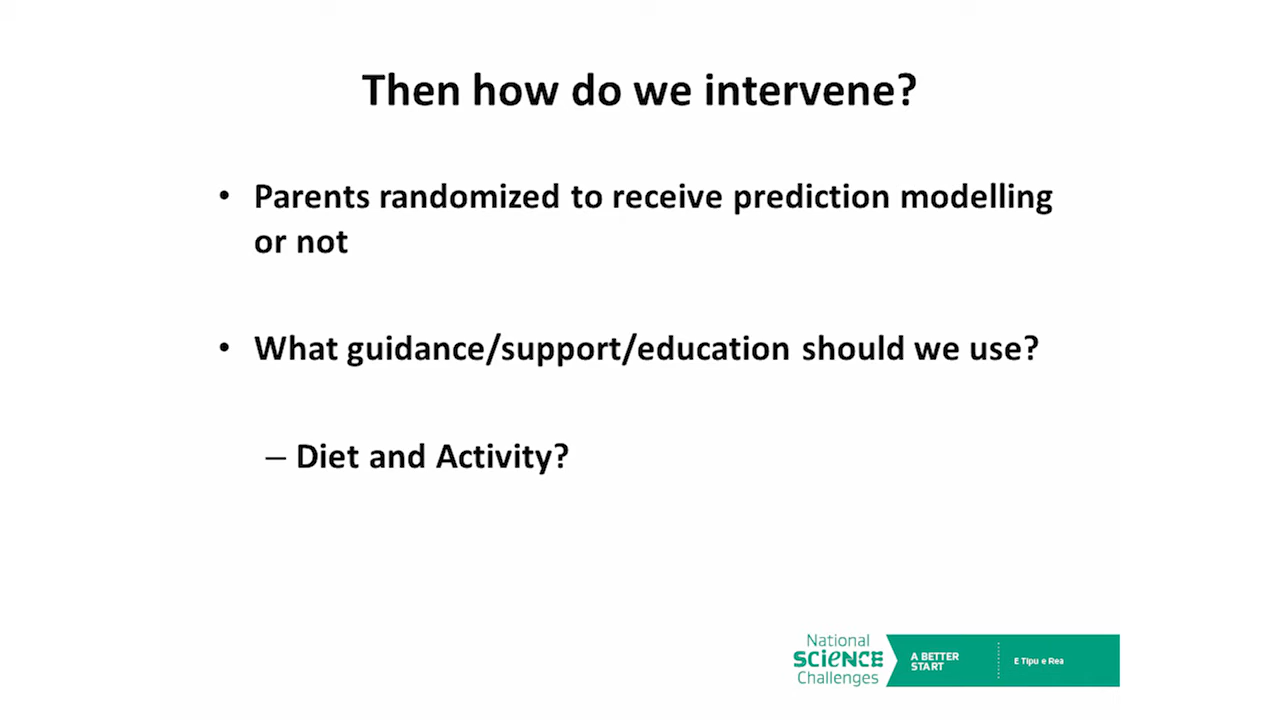 Then how do we intervene?
• Parents randomized to receive prediction modelling
or not
• What guidance/support/education should we use?
– Diet and Activity?
National
SCiENCE
Challenges
A BETTER
START
E Tipu e Rea